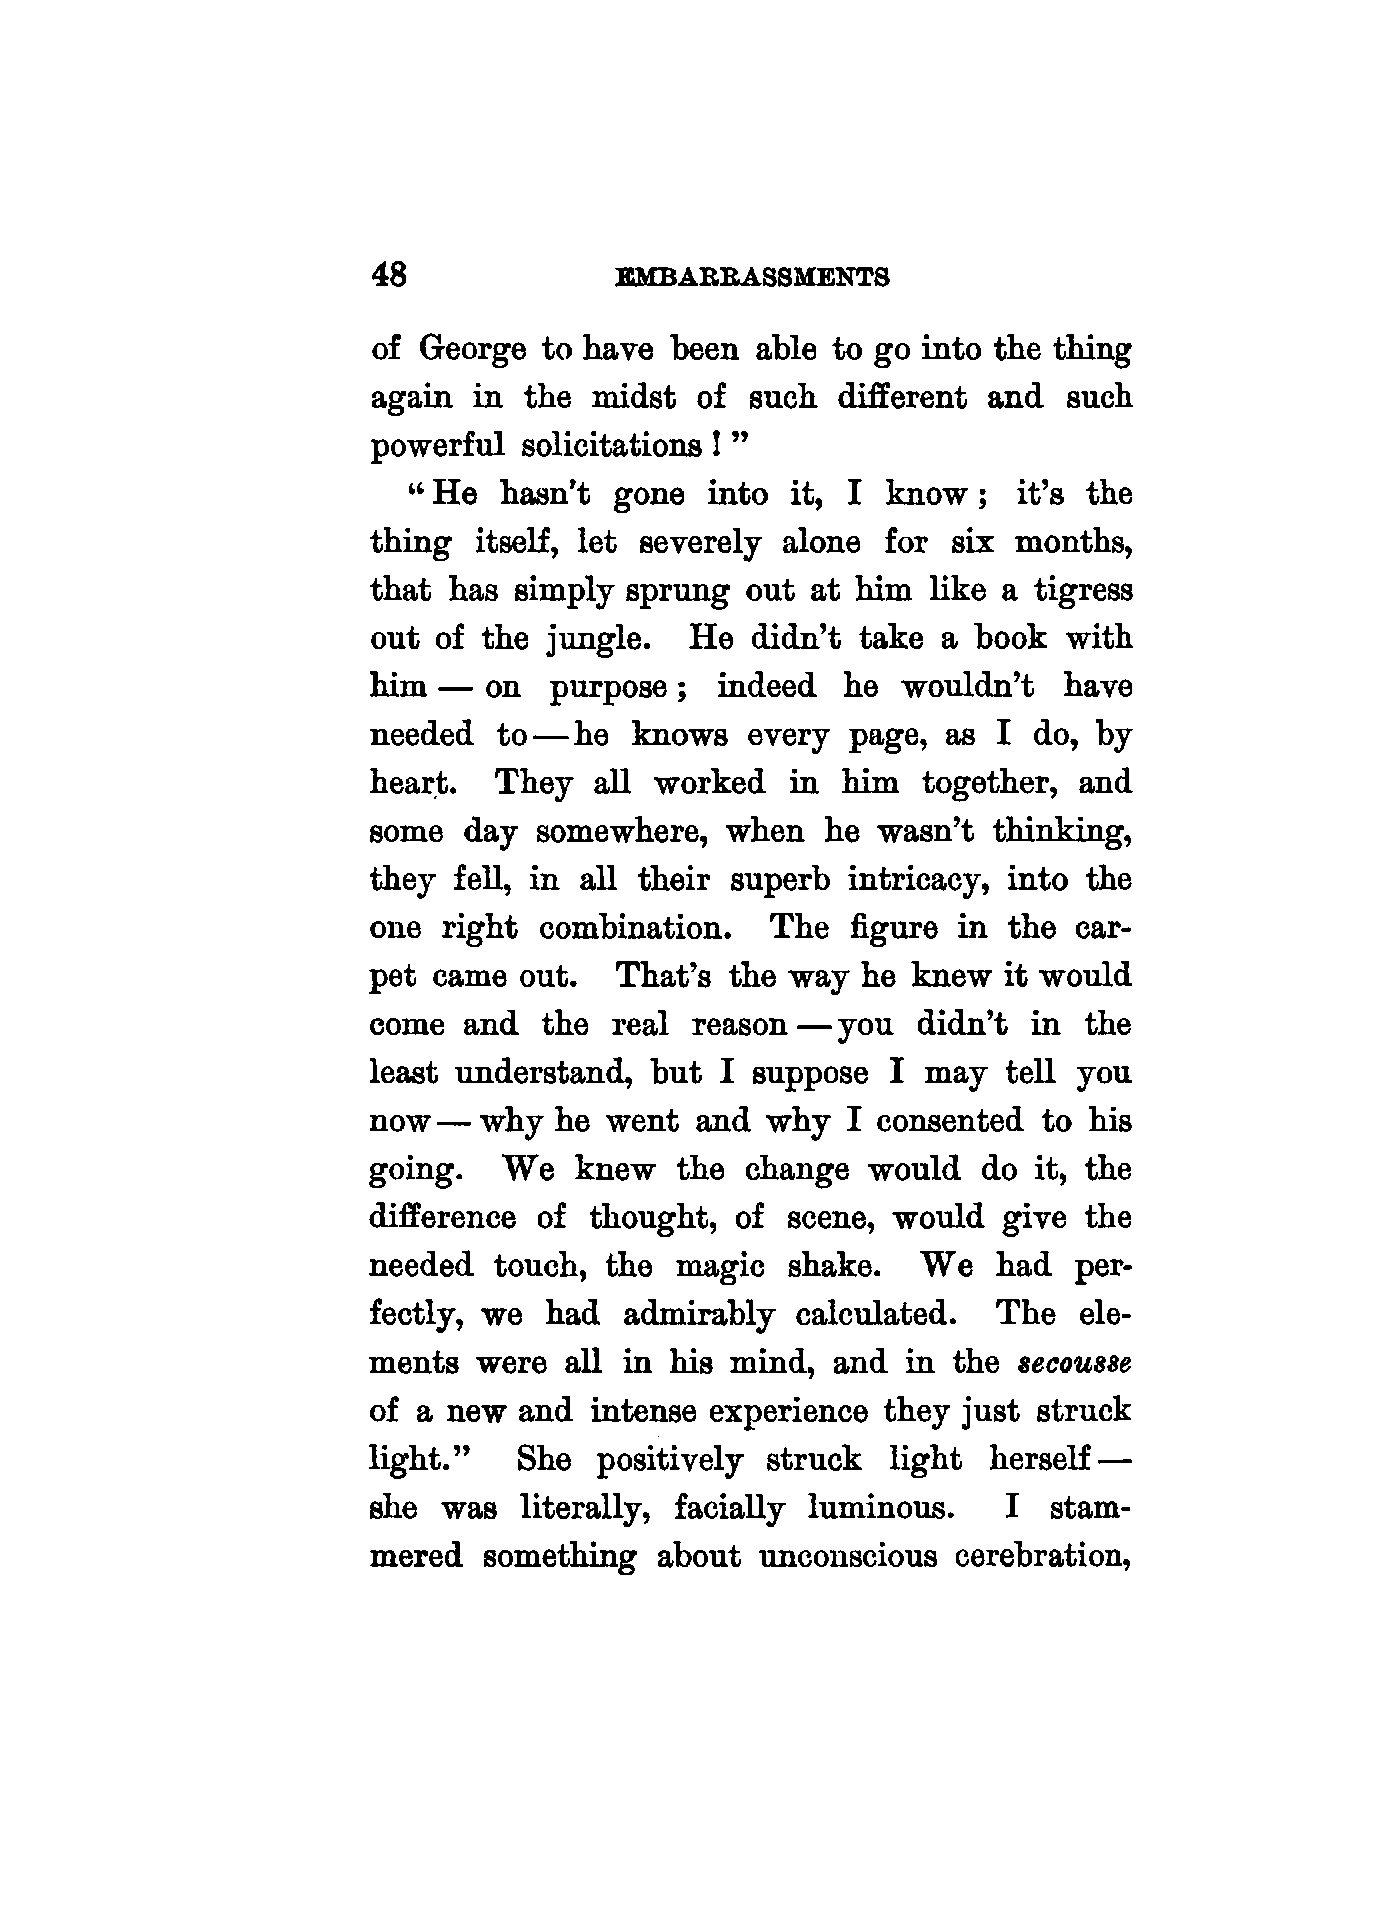 48 EMBARRASSMENTS
of George to have been able to go into the thing
again in the midst of such different and such
powerful solicitations ! "
"He hasn't gone into it, I know; it's the
thing itself, let severely alone for six months,
that has simply sprung out at him like a tigress
out of the jungle. He didn't take a book with
him — on purpose; indeed he wouldn't have
needed to—he knows every page, as I do, by
heart. They all worked in him together, and
some day somewhere, when he wasn't thinking,
they fell, in all their superb intricacy, into the
one right combination. The figure in the car-
pet came out. That's the way he knew it would
come and the real reason—you didn't in the
least understand, but I suppose I may tell you
now—why he went and why I consented to his
going. We knew the change would do it, the
difference of thought, of scene, would give the
needed touch, the magic shake. We had per-
fectly, we had admirably calculated. The ele-
ments were all in his mind, and in the secousse
of a new and intense experience they just struck
light." She positively struck light herself—
she was literally, facially luminous. I stam-
mered something about unconscious cerebration,